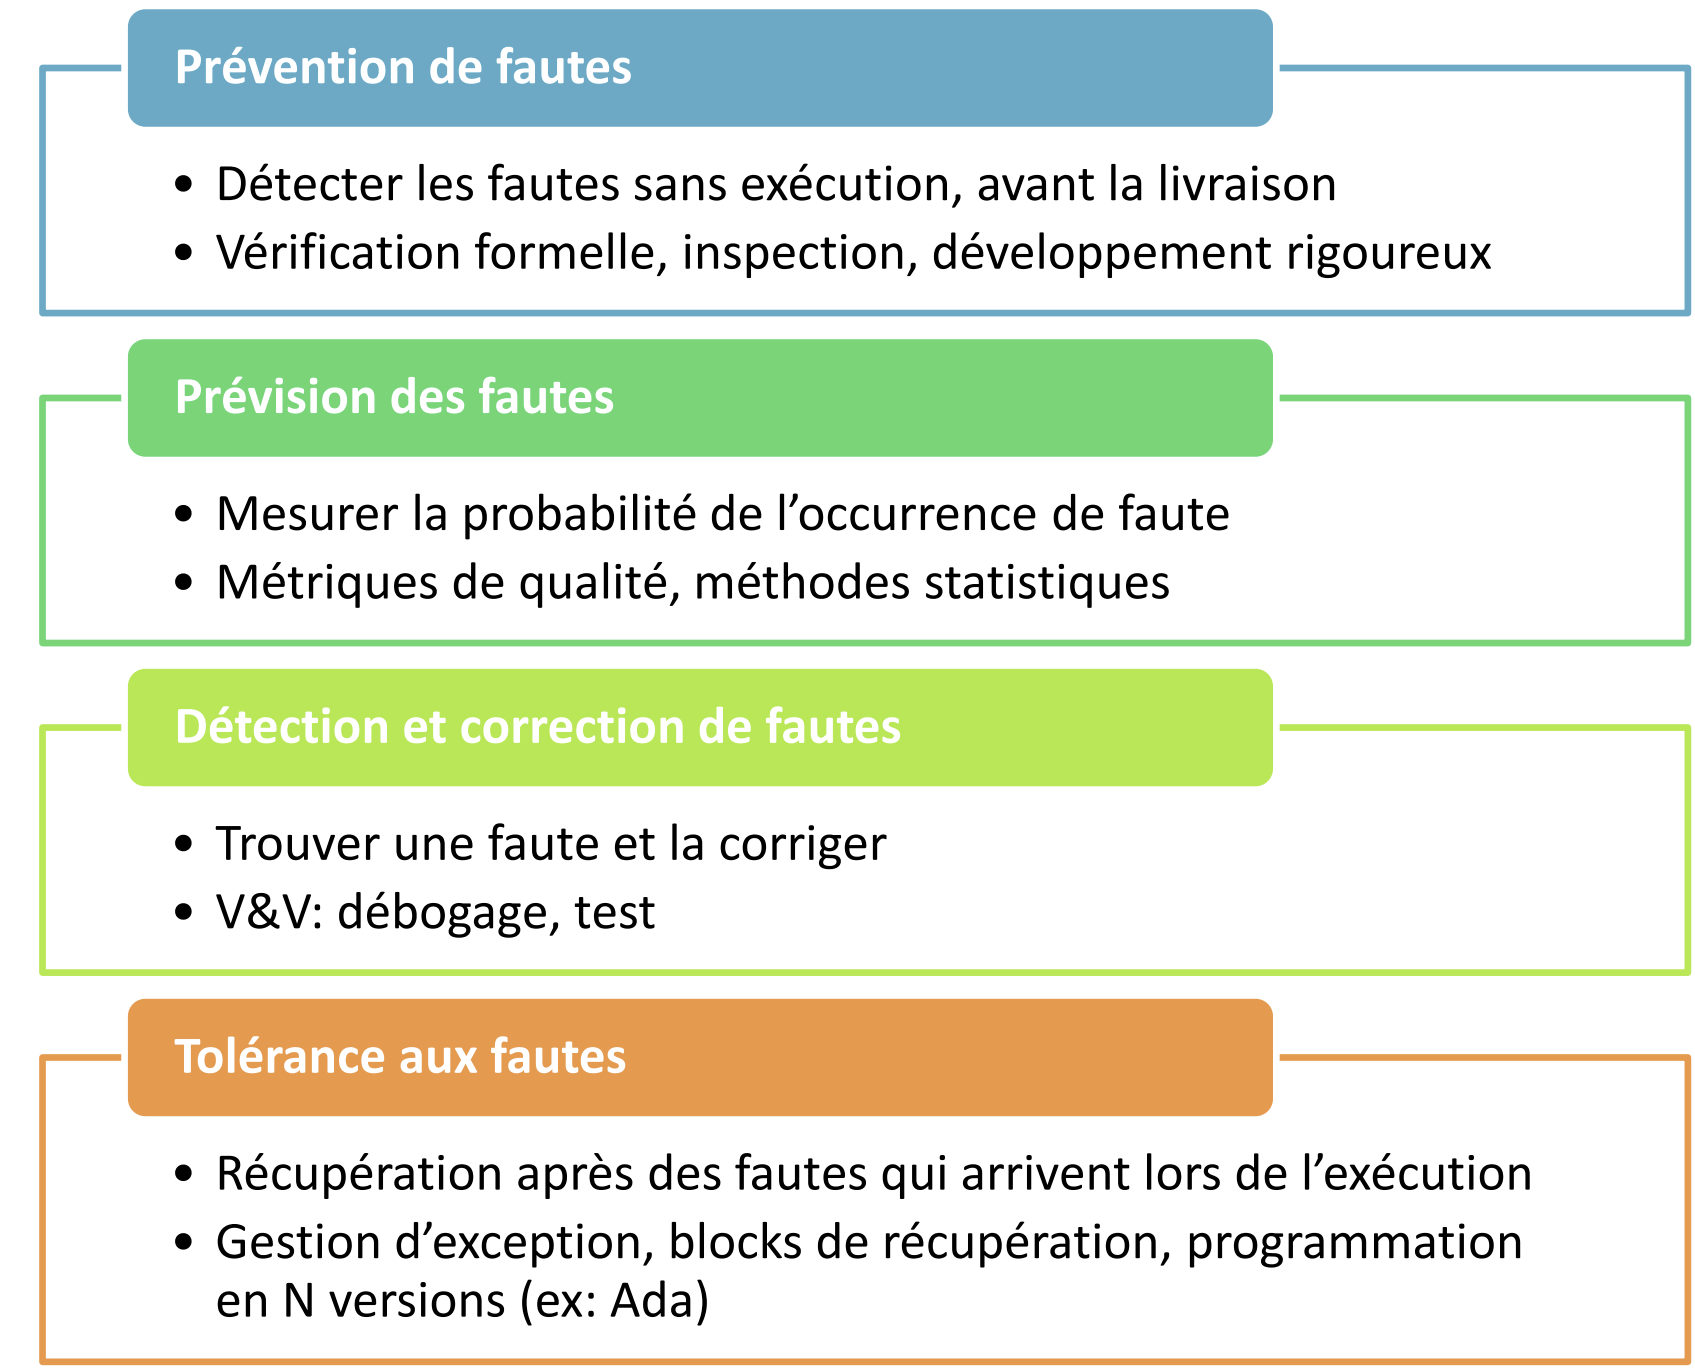 Prévention de fautes
• Détecter les fautes sans exécution, avant la livraison
• Vérification formelle, inspection, développement rigoureux
Prévision des fautes
• Mesurer la probabilité de l’occurrence de faute
• Métriques de qualité, méthodes statistiques
Détection et correction de fautes
• Trouver une faute et la corriger
• V&V: débogage, test
Tolérance aux fautes
• Récupération après des fautes qui arrivent lors de l’exécution
• Gestion d’exception, blocks de récupération, programmation
en N versions (ex: Ada)